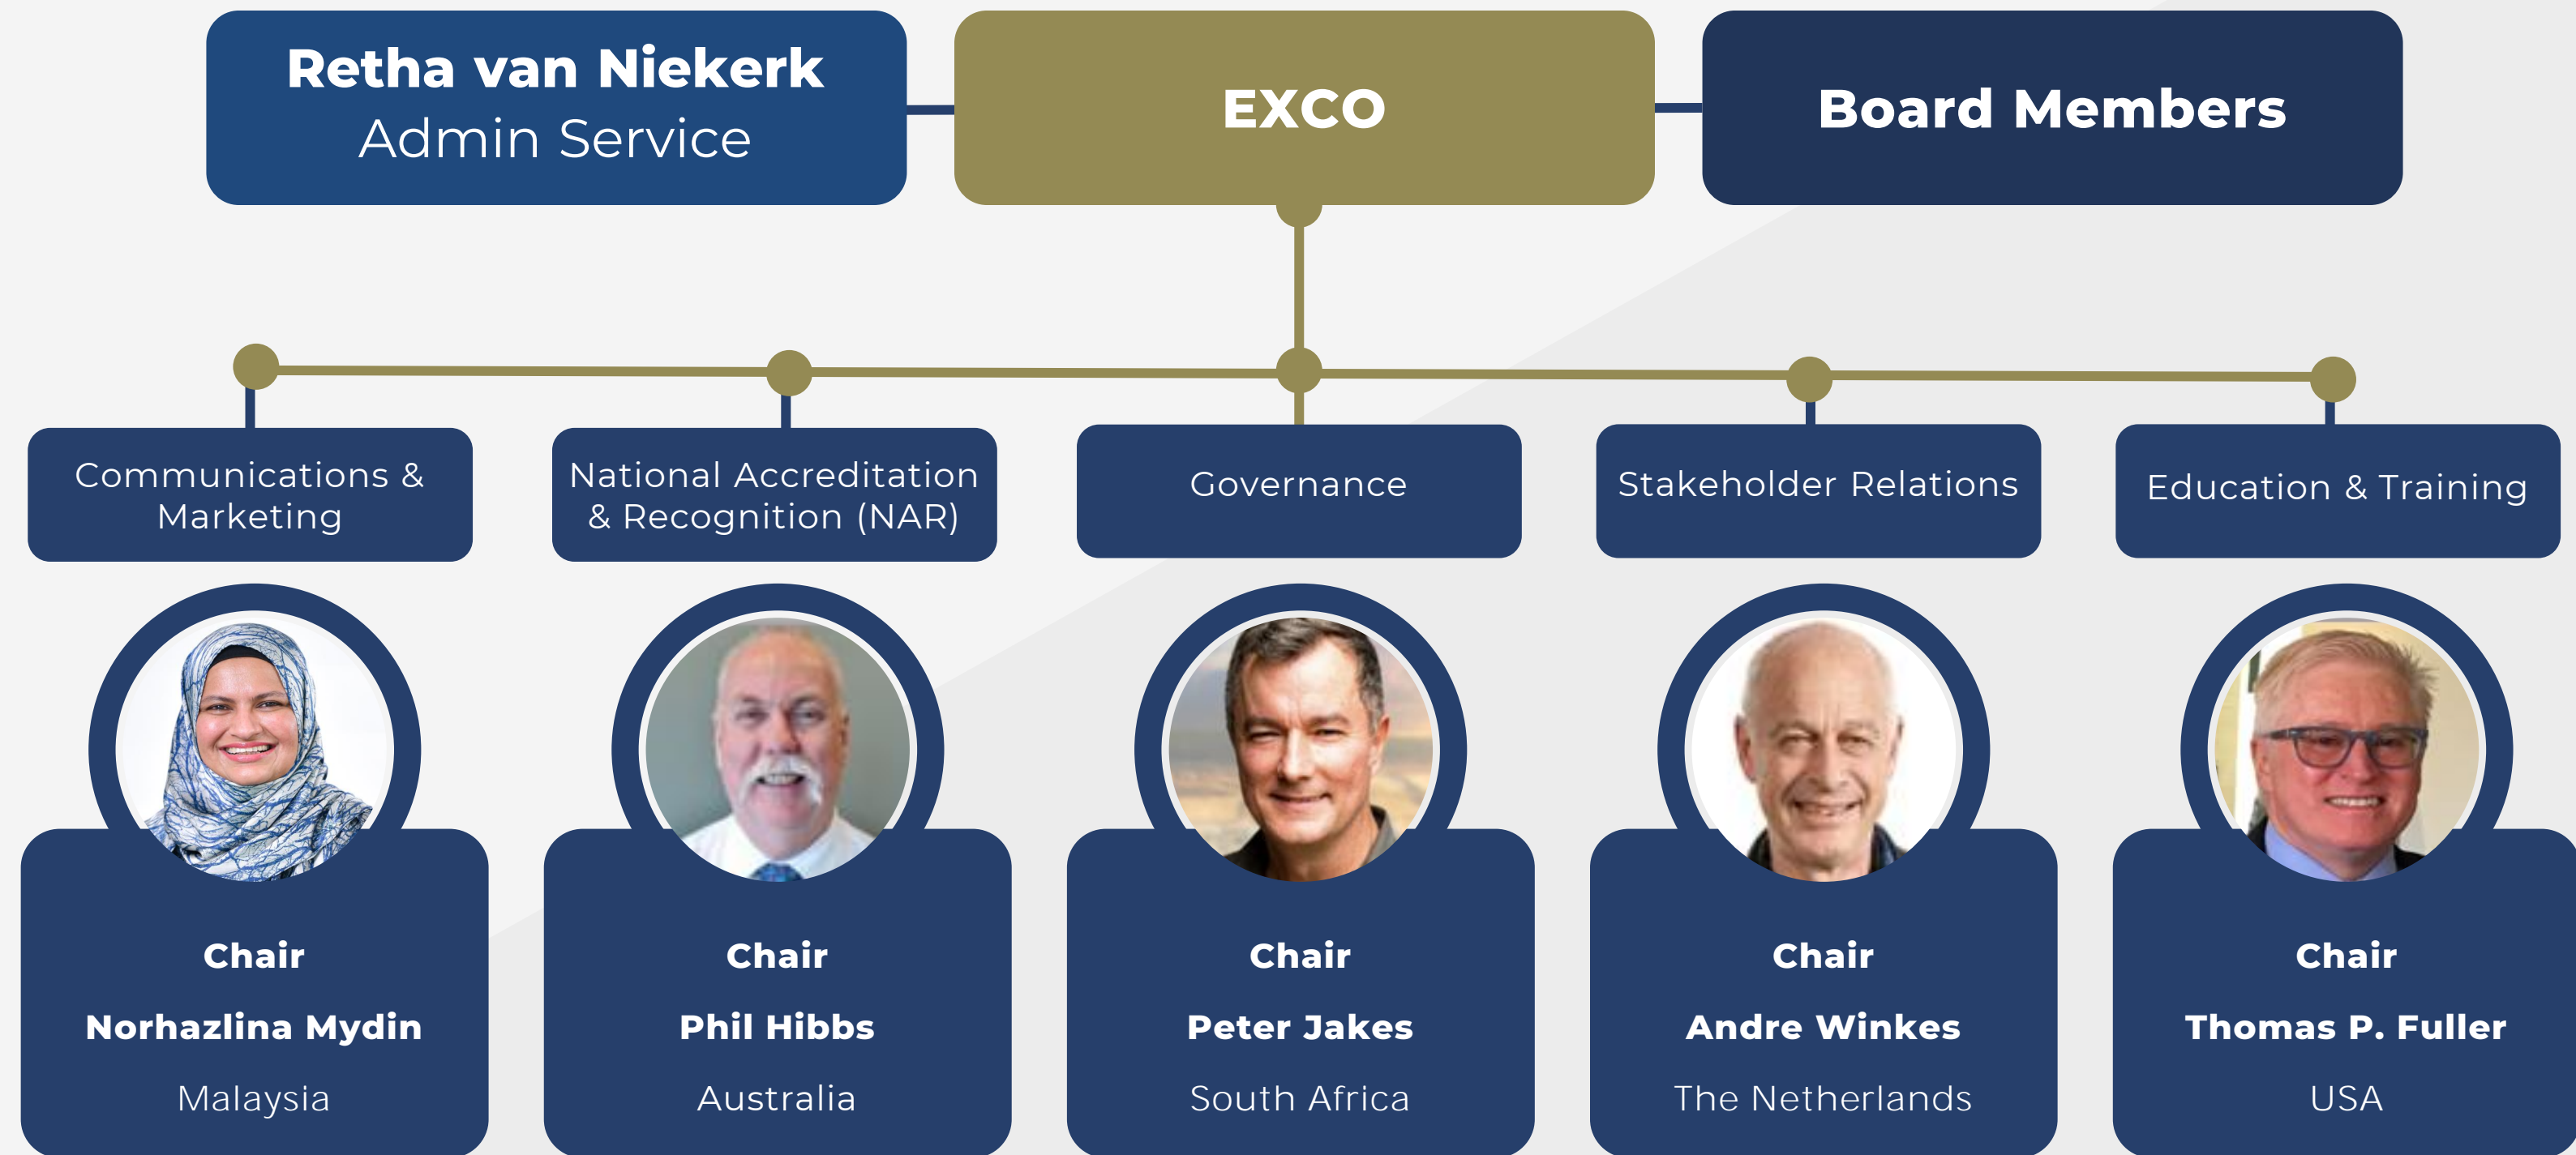 Retha van Niekerk
Admin Service
EXCO
Board Members
Communications &
Marketing
National Accreditation
& Recognition (NAR)
Governance
Stakeholder Relations
Education & Training
Chair
Norhazlina Mydin
Malaysia
Chair
Phil Hibbs
Australia
Chair
Peter Jakes
South Africa
Chair
Andre Winkes
The Netherlands
Chair
Thomas P. Fuller
USA